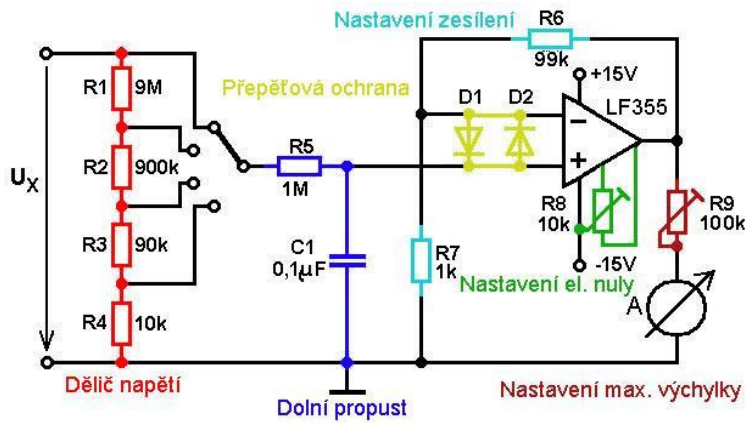 Nastavení zesílení
R6
99k
+15V
LF355
R1
9M
Přepěťová ochrana
D1
D2
R2
900k
R5
1M
U_X
R3
90k
C1
0,1µF
R7
1k
R8
10k
R9
100k
-15V
Nastavení el. nuly
A
R4
10k
Dělič napětí
Dolní propust
Nastavení max. výchylky